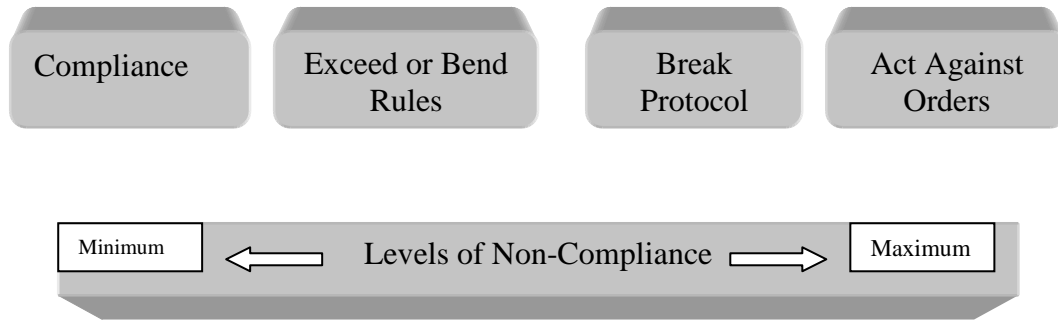 Compliance
Exceed or Bend
Rules
Break
Protocol
Act Against
Orders
Minimum
Levels of Non-Compliance
Maximum